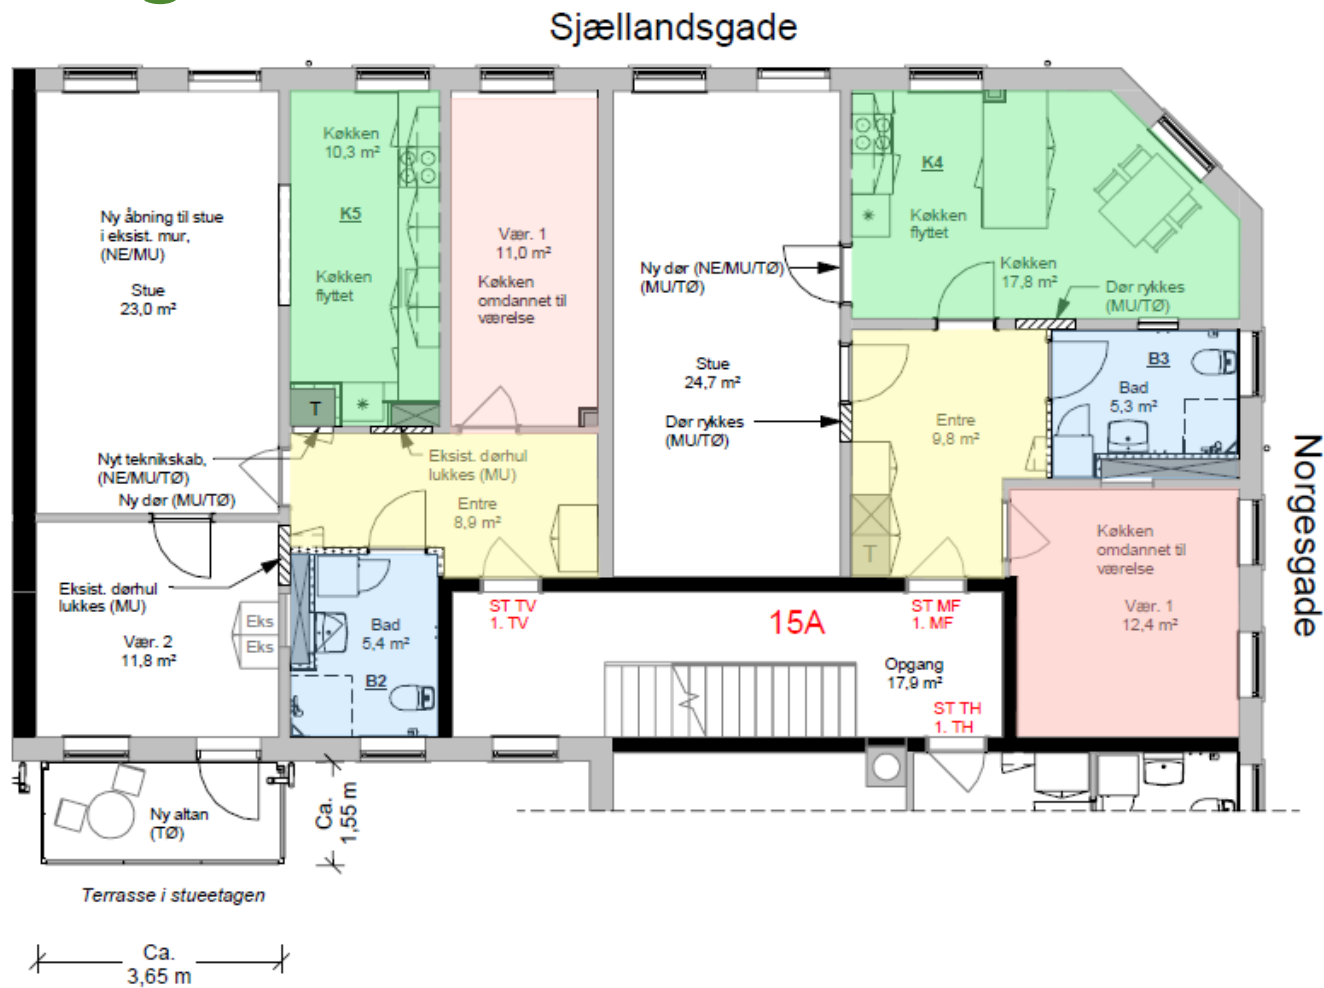 Sjællandsgade
Køkken
10,3 m²
K5
Køkken
flyttet
T
Ny åbning til stue
i eksist. mur,
(NE/MU)
Stue
23,0 m²
Vær. 1
11,0 m²
Køkken
omdannet til
værelse
K4
Køkken
flyttet
Køkken
17,8 m²
Ny dør (NE/MU/TØ)
(MU/TØ)
Dør rykkes
(MU/TØ)
Stue
24,7 m²
Dør rykkes
(MU/TØ)
Entre
9,8 m²
T
B3
Bad
5,3 m²
Nyt teknikskab,
(NE/MU/TØ)
Ny dør (MU/TØ)
Eksist. dørhul
lukkes (MU)
Entre
8,9 m²
Norgesgade
Køkken
omdannet til
værelse
Vær. 1
12,4 m²
Eksist. dørhul
lukkes (MU)
Vær. 2
11,8 m²
Eks
Eks
Bad
5,4 m²
B2
ST TV
1. TV
15A
ST MF
1. MF
Opgang
17,9 m²
ST TH
1. TH
Ny altan
(TØ)
Ca.
1,55 m
Terrasse i stueetagen
Ca.
3,65 m